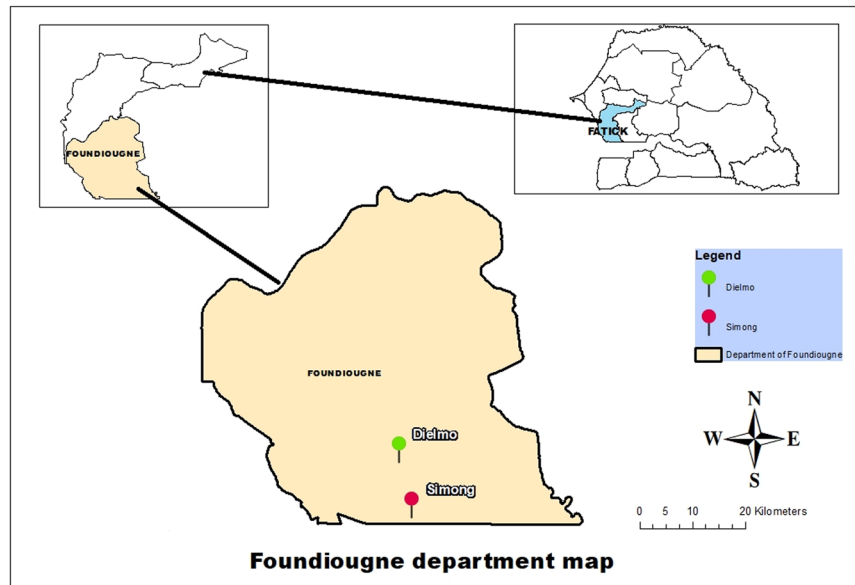 FOUNDIOUGNE
FATICK
Legend
Dielmo
Simong
Department of Foundiougne
FOUNDIOUGNE
Dielmo
Simong
N
W E
S
0 5 10 20 Kilometers
Foundiougne department map